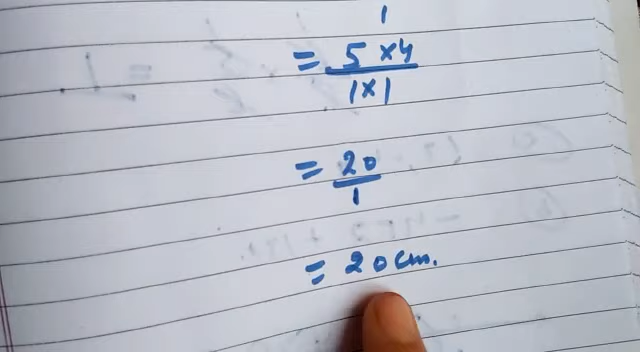 1
= 5 x 4
1 x 1
= 20
1
= 20 cm.